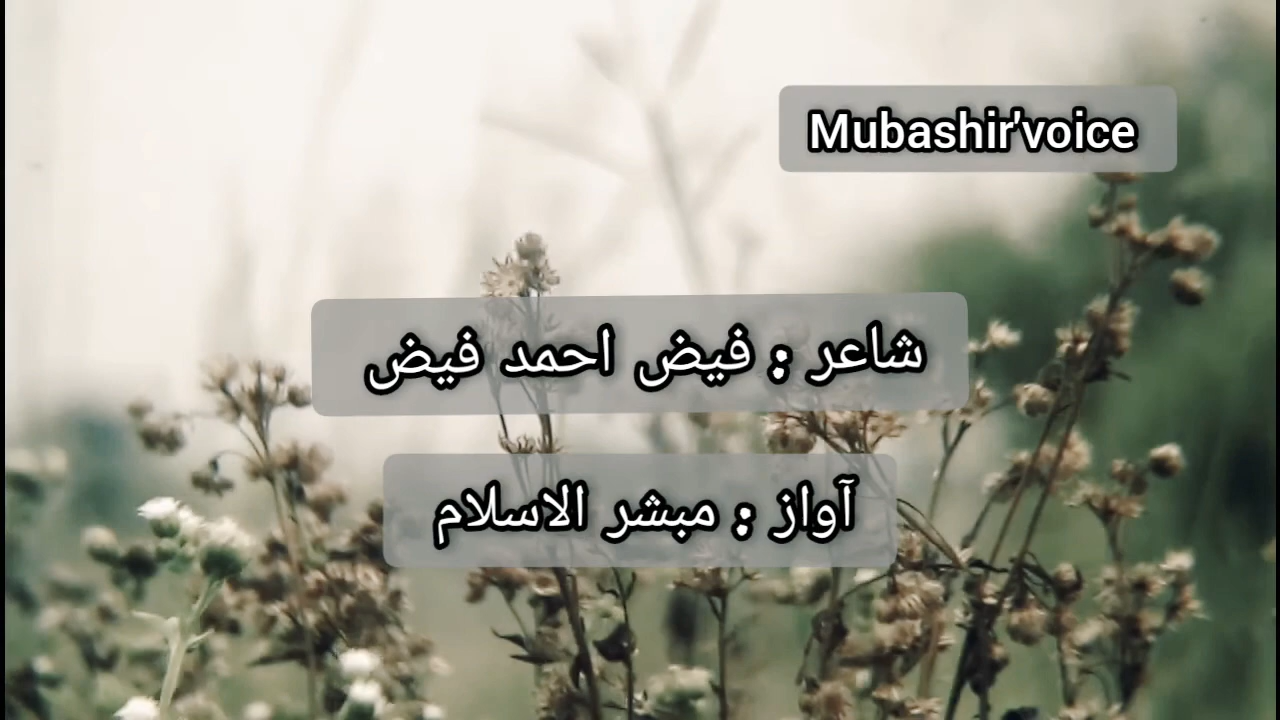 Mubashir'voice
شاعر : فیض احمد فیض
آواز : مبشر الاسلام